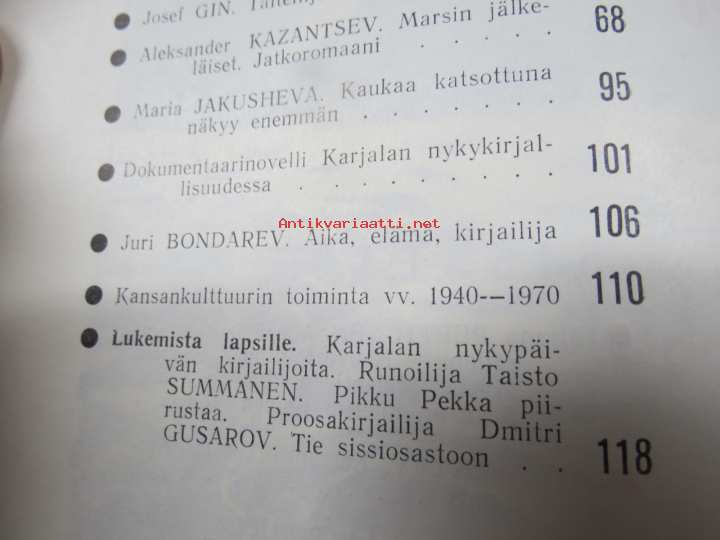 Josef GIN.
Aleksander KAZANTSEV. Marsin jälke-
läiset. Jatkoromaani . . . . . 68
Maria JAKUSHEVA. Kaukaa katsottuna
näkyy enemmän . . . . . . . 95
Dokumentaarinovelli Karjalan nykykirjal-
lisuudessa . . . . . . . . 101
Antikvariaatti.net
Juri BONDAREV. Aika, elämä, kirjailija 106
Kansankulttuurin toiminta vv. 1940—1970 110
Lukemista lapsille. Karjalan nykypäi-
vän kirjailijoita. Runoilija Taisto
SUMMANEN. Pikku Pekka pii-
rustaa. Proosakirjailija Dmitri
GUSAROV. Tie sissiosastoon . . 118